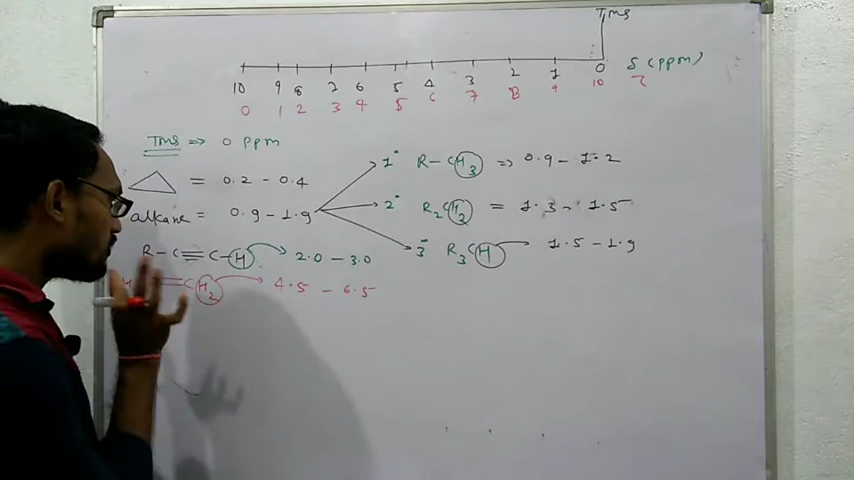 Tms
10 9 8 7 6 5 4 3 2 1 0 δ (ppm)
0 1 2 3 4 5 6 7 8 9 10 τ
Tms ⇒ 0 ppm
△ = 0.2 - 0.4
alkane = 0.9 - 1.9
1° R-CH3 ⇒ 0.9 - 1.2
2° R2CH2 = 1.3 - 1.5
3° R3CH → 1.5 - 1.9
R-C≡C-H → 2.0 - 3.0
=CH2 → 4.5 - 6.5